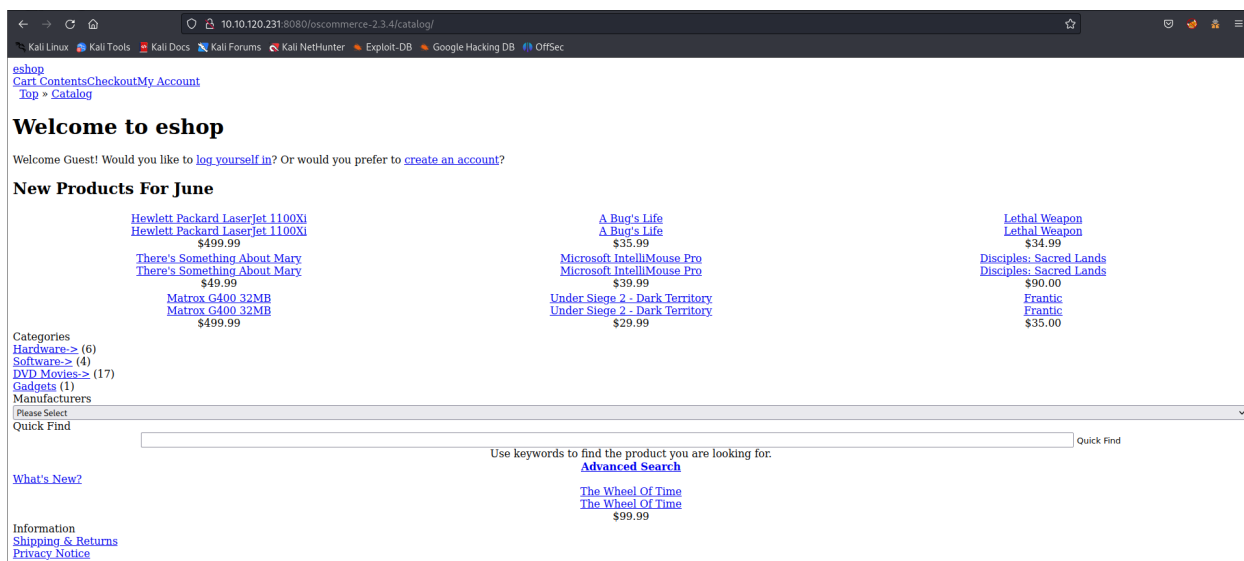 10.10.120.231:8080/oscommerce-2.3.4/catalog/
Kali Linux Kali Tools Kali Docs Kali Forums Kali NetHunter Exploit-DB Google Hacking DB OffSec
eshop
Cart ContentsCheckoutMy Account
Top » Catalog
Welcome to eshop
Welcome Guest! Would you like to log yourself in? Or would you prefer to create an account?
New Products For June
Hewlett Packard LaserJet 1100Xi A Bug's Life Lethal Weapon
Hewlett Packard LaserJet 1100Xi A Bug's Life Lethal Weapon
$499.99 $35.99 $34.99
There's Something About Mary Microsoft IntelliMouse Pro Disciples: Sacred Lands
There's Something About Mary Microsoft IntelliMouse Pro Disciples: Sacred Lands
$49.99 $39.99 $90.00
Matrox G400 32MB Under Siege 2 - Dark Territory Frantic
Matrox G400 32MB Under Siege 2 - Dark Territory Frantic
$499.99 $29.99 $35.00
Categories
Hardware-> (6)
Software-> (4)
DVD Movies-> (17)
Gadgets (1)
Manufacturers
Please Select
Quick Find
Quick Find
Use keywords to find the product you are looking for.
Advanced Search
What's New?
The Wheel Of Time
The Wheel Of Time
$99.99
Information
Shipping & Returns
Privacy Notice